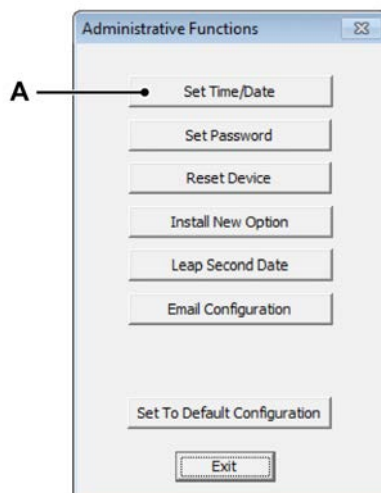 Administrative Functions
A
Set Time/Date
Set Password
Reset Device
Install New Option
Leap Second Date
Email Configuration
Set To Default Configuration
Exit